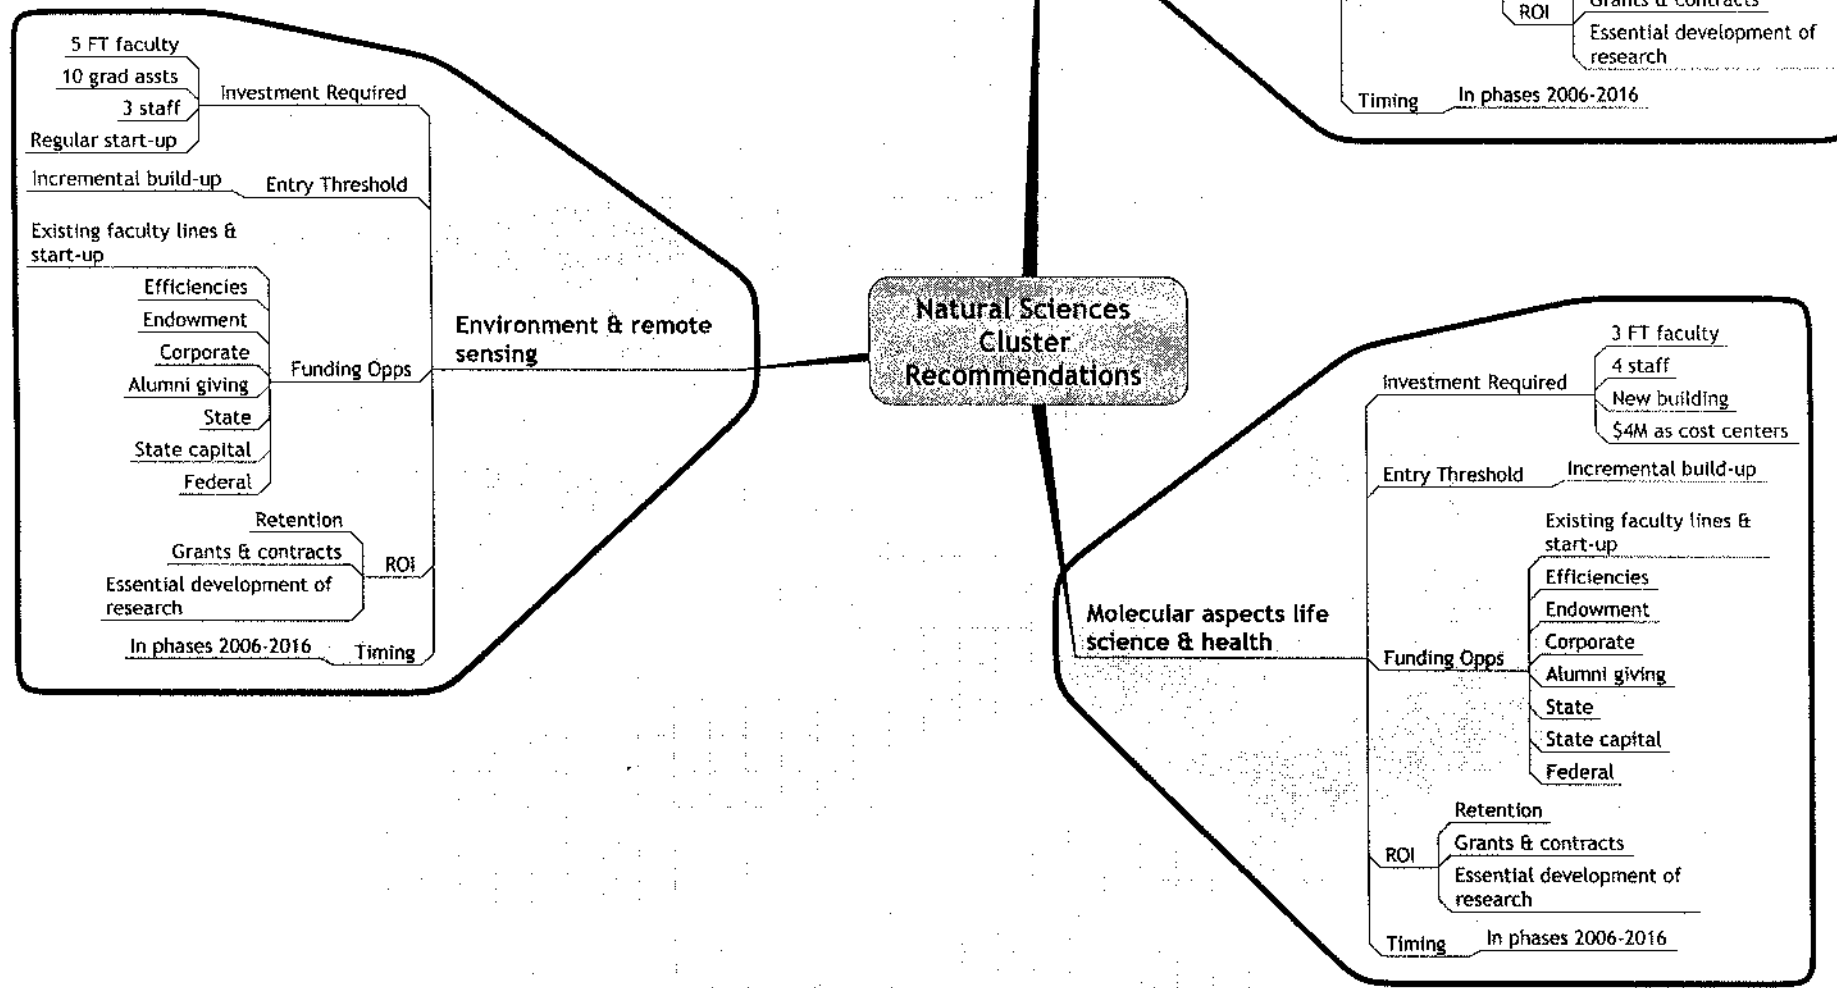 5 FT faculty
10 grad assts
3 staff
Regular start-up
Investment Required
Incremental build-up
Entry Threshold
Existing faculty lines &
start-up
Efficiencies
Endowment
Corporate
Alumni giving
State
State capital
Federal
Funding Opps
Retention
Grants & contracts
Essential development of
research
ROI
In phases 2006-2016
Timing
Environment & remote
sensing
Natural Sciences
Cluster
Recommendations
ROI
Grants & contracts
Essential development of
research
Timing
In phases 2006-2016
Molecular aspects life
science & health
Investment Required
3 FT faculty
4 staff
New building
$4M as cost centers
Entry Threshold
Incremental build-up
Funding Opps
Existing faculty lines &
start-up
Efficiencies
Endowment
Corporate
Alumni giving
State
State capital
Federal
ROI
Retention
Grants & contracts
Essential development of
research
Timing
In phases 2006-2016